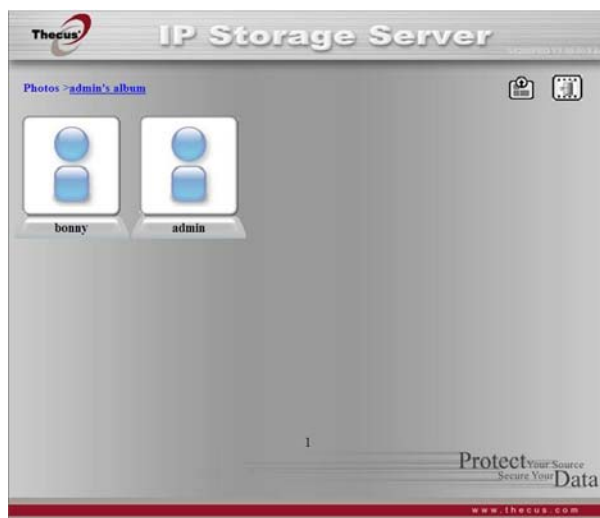 Thecus
IP Storage Server
Photos >admin's album
bonny
admin
1
Protect Your Source
Secure Your Data
www.thecus.com